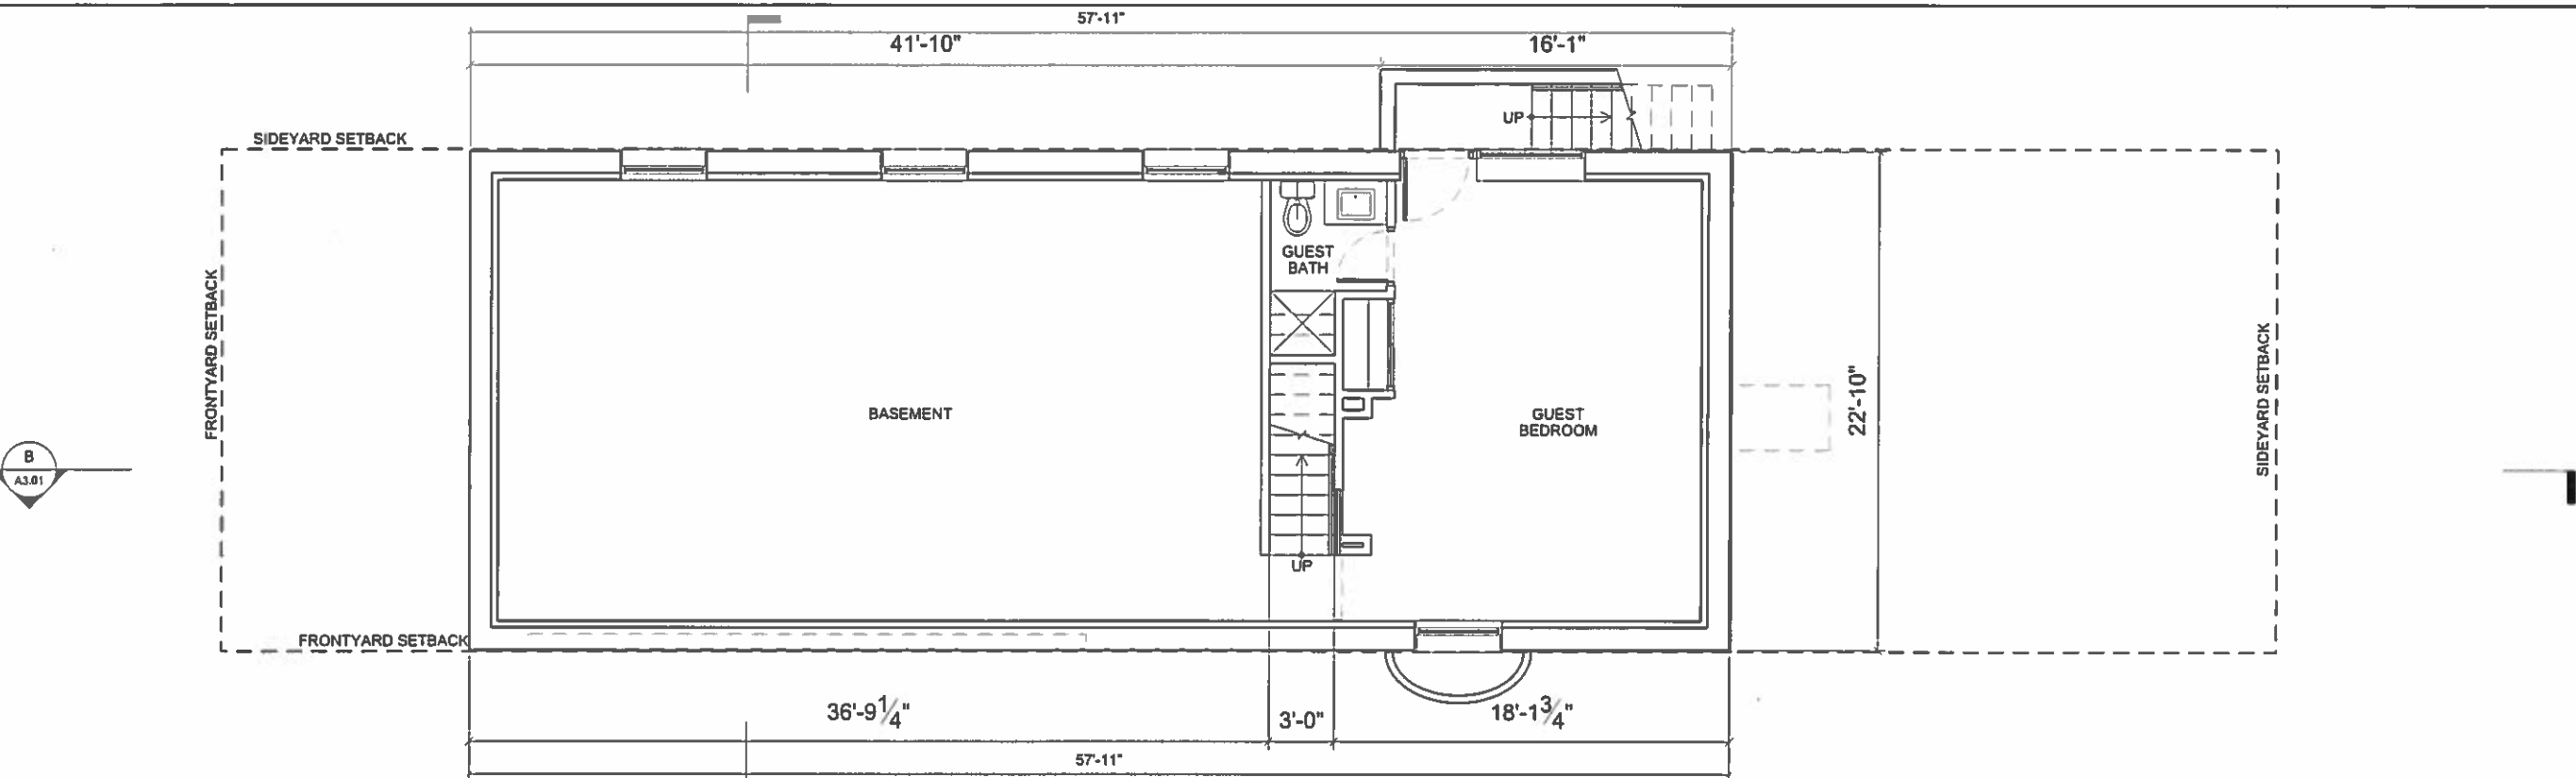 57'-11"
41'-10"
16'-1"
UP
SIDEYARD SETBACK
GUEST
BATH
FRONTYARD SETBACK
SIDEYARD SETBACK
22'-10"
BASEMENT
GUEST
BEDROOM
B
A3.01
UP
FRONTYARD SETBACK
36'-9 1/4"
3'-0"
18'-1 3/4"
57'-11"